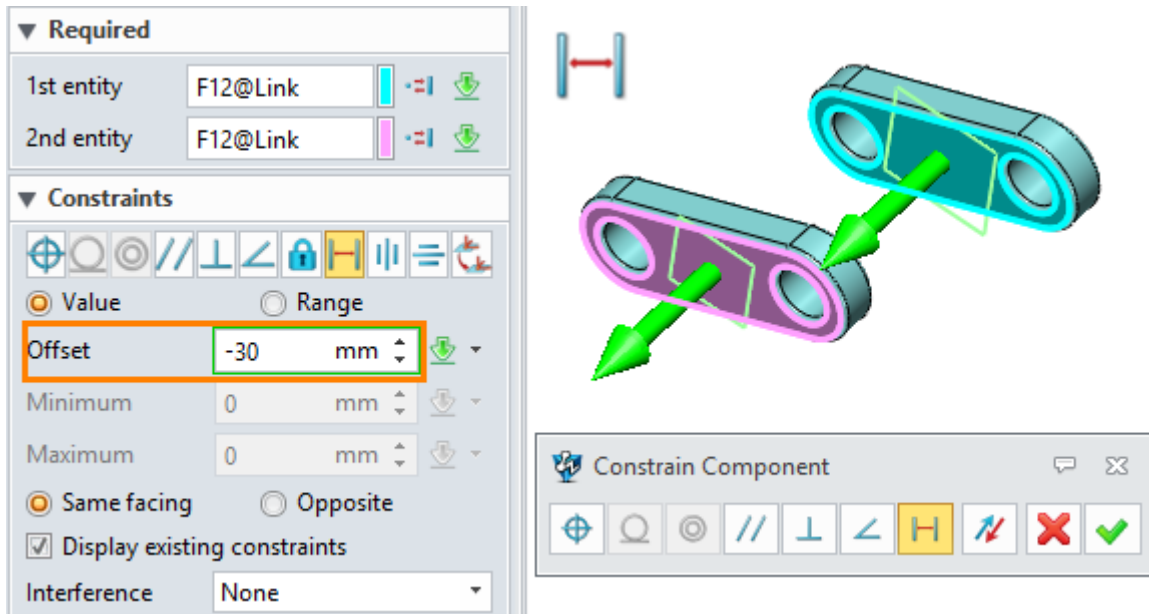 Required
1st entity F12@Link
2nd entity F12@Link
Constraints
Value Range
Offset -30 mm
Minimum 0 mm
Maximum 0 mm
Same facing Opposite
Display existing constraints
Interference None
Constrain Component